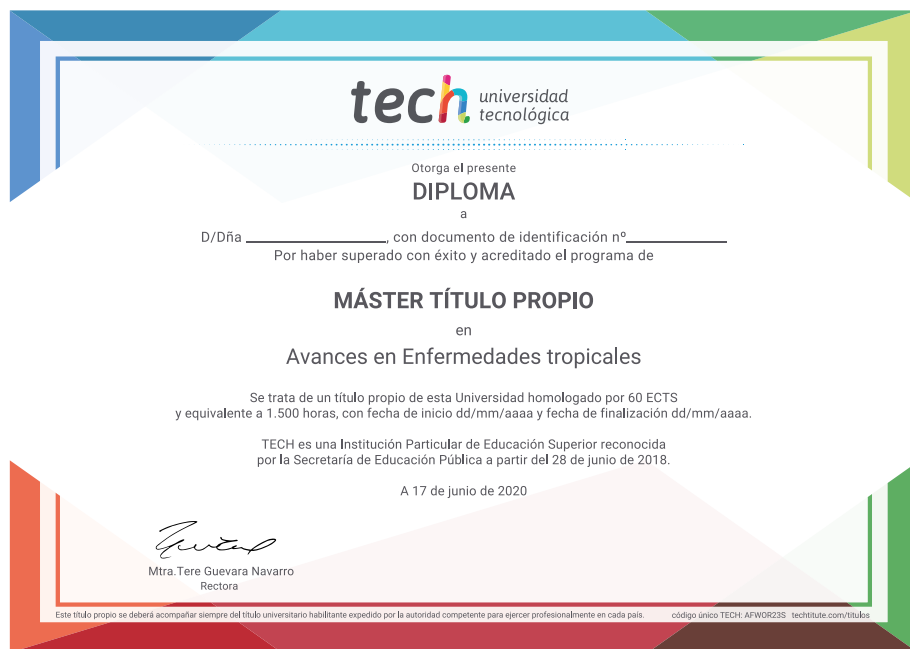 tech universidad
tecnológica
Otorga el presente
DIPLOMA
a
D/Dña ____________, con documento de identificación nº____________
Por haber superado con éxito y acreditado el programa de
MÁSTER TÍTULO PROPIO
en
Avances en Enfermedades tropicales
Se trata de un título propio de esta Universidad homologado por 60 ECTS
y equivalente a 1.500 horas, con fecha de inicio dd/mm/aaaa y fecha de finalización dd/mm/aaaa.
TECH es una Institución Particular de Educación Superior reconocida
por la Secretaría de Educación Pública a partir del 28 de junio de 2018.
A 17 de junio de 2020
Mtra.Tere Guevara Navarro
Rectora
Este título propio se deberá acompañar siempre del título universitario habilitante expedido por la autoridad competente para ejercer profesionalmente en cada país. código único TECH: AFWOR23S techtitute.com/titulos